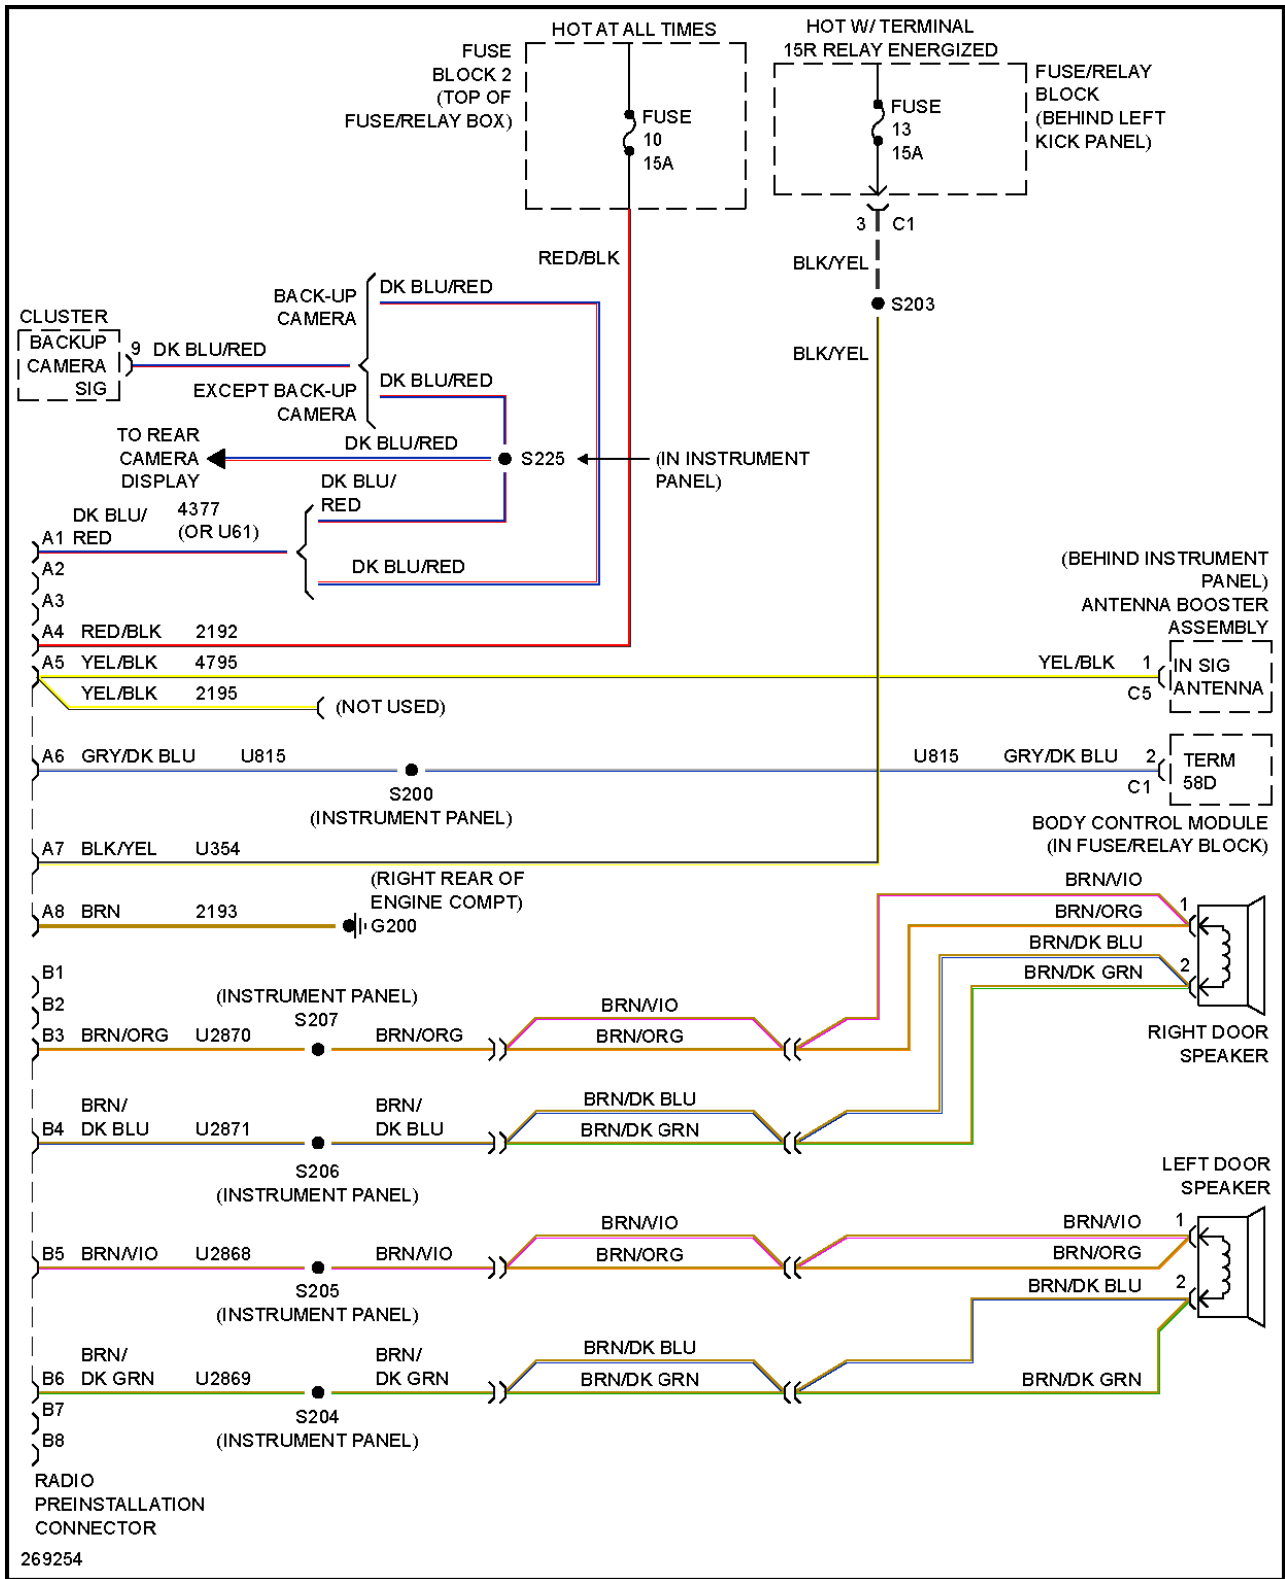 HOT AT ALL TIMES
HOT W/ TERMINAL
15R RELAY ENERGIZED
FUSE
BLOCK 2
(TOP OF
FUSE/RELAY BOX)
FUSE
10
15A
FUSE
13
15A
FUSE/RELAY
BLOCK
(BEHIND LEFT
KICK PANEL)
3 C1
RED/BLK
BLK/YEL
S203
BLK/YEL
CLUSTER
BACKUP
CAMERA
SIG
9 DK BLU/RED
BACK-UP
CAMERA
DK BLU/RED
EXCEPT BACK-UP
CAMERA
DK BLU/RED
TO REAR
CAMERA
DISPLAY
DK BLU/RED
S225
(IN INSTRUMENT
PANEL)
DK BLU/
RED
DK BLU/RED
A1 DK BLU/
RED
4377
(OR U61)
A2
A3
A4 RED/BLK 2192
A5 YEL/BLK 4795
YEL/BLK 2195
(NOT USED)
(BEHIND INSTRUMENT
PANEL)
ANTENNA BOOSTER
ASSEMBLY
YEL/BLK 1
C5
IN SIG
ANTENNA
A6 GRY/DK BLU U815
S200
(INSTRUMENT PANEL)
U815 GRY/DK BLU 2
C1
TERM
58D
BODY CONTROL MODULE
(IN FUSE/RELAY BLOCK)
A7 BLK/YEL U354
(RIGHT REAR OF
ENGINE COMPT)
A8 BRN 2193
G200
BRN/VIO
BRN/ORG
1
BRN/DK BLU
BRN/DK GRN
2
RIGHT DOOR
SPEAKER
B1
B2
(INSTRUMENT PANEL)
S207
B3 BRN/ORG U2870
BRN/ORG
BRN/VIO
BRN/ORG
B4 BRN/
DK BLU
U2871
BRN/
DK BLU
BRN/DK BLU
BRN/DK GRN
S206
(INSTRUMENT PANEL)
LEFT DOOR
SPEAKER
B5 BRN/VIO U2868
BRN/VIO
BRN/VIO
BRN/ORG
BRN/VIO
BRN/ORG
1
S205
(INSTRUMENT PANEL)
BRN/DK BLU
2
B6 BRN/
DK GRN
U2869
BRN/
DK GRN
BRN/DK BLU
BRN/DK GRN
BRN/DK GRN
S204
(INSTRUMENT PANEL)
B7
B8
RADIO
PREINSTALLATION
CONNECTOR
269254